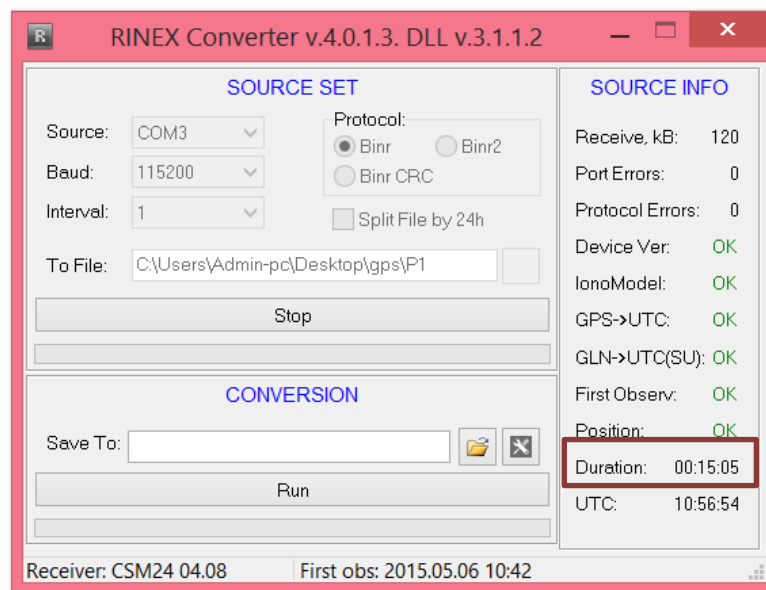 R RINEX Converter v.4.0.1.3. DLL v.3.1.1.2
SOURCE SET
Source: COM3
Baud: 115200
Interval: 1
Protocol:
Binr Binr2
Binr CRC
Split File by 24h
To File: C:\Users\Admin-pc\Desktop\gps\P1
Stop
CONVERSION
Save To:
Run
SOURCE INFO
Receive, kB: 120
Port Errors: 0
Protocol Errors: 0
Device Ver: OK
IonoModel: OK
GPS->UTC: OK
GLN->UTC(SU): OK
First Observ: OK
Position: OK
Duration: 00:15:05
UTC: 10:56:54
Receiver: CSM24 04.08 First obs: 2015.05.06 10:42